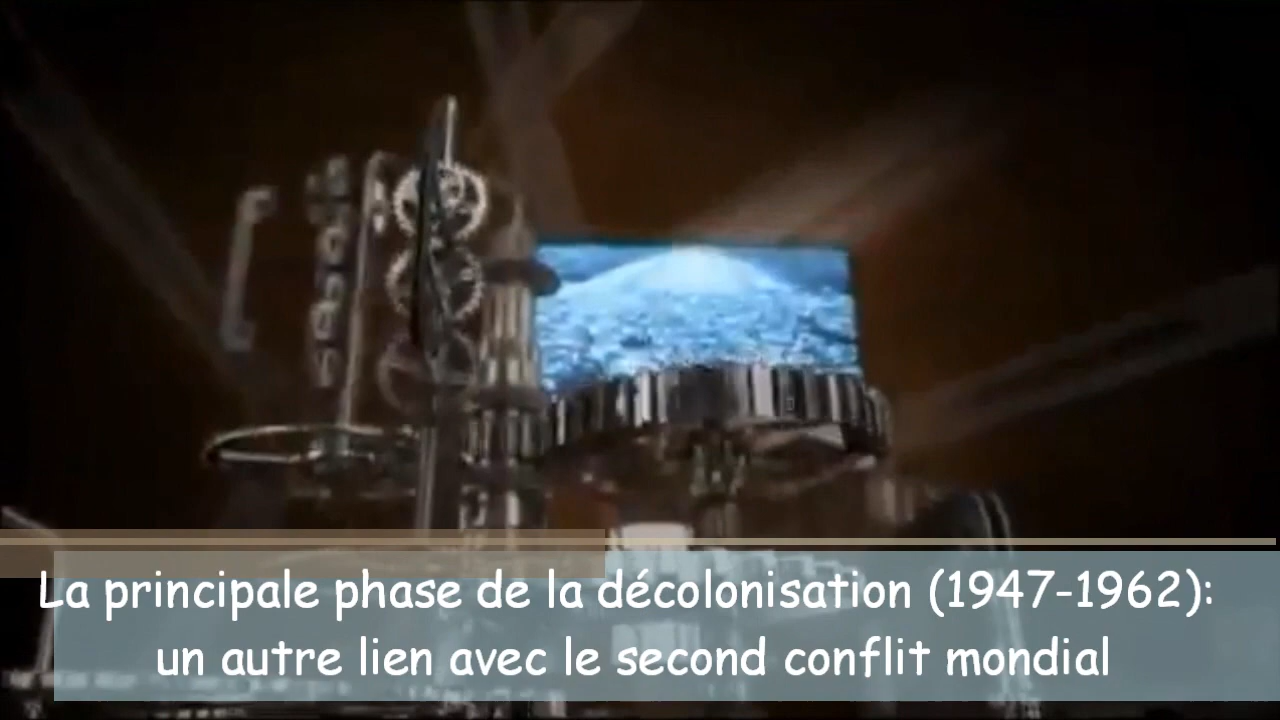 La principale phase de la décolonisation (1947-1962):
un autre lien avec le second conflit mondial